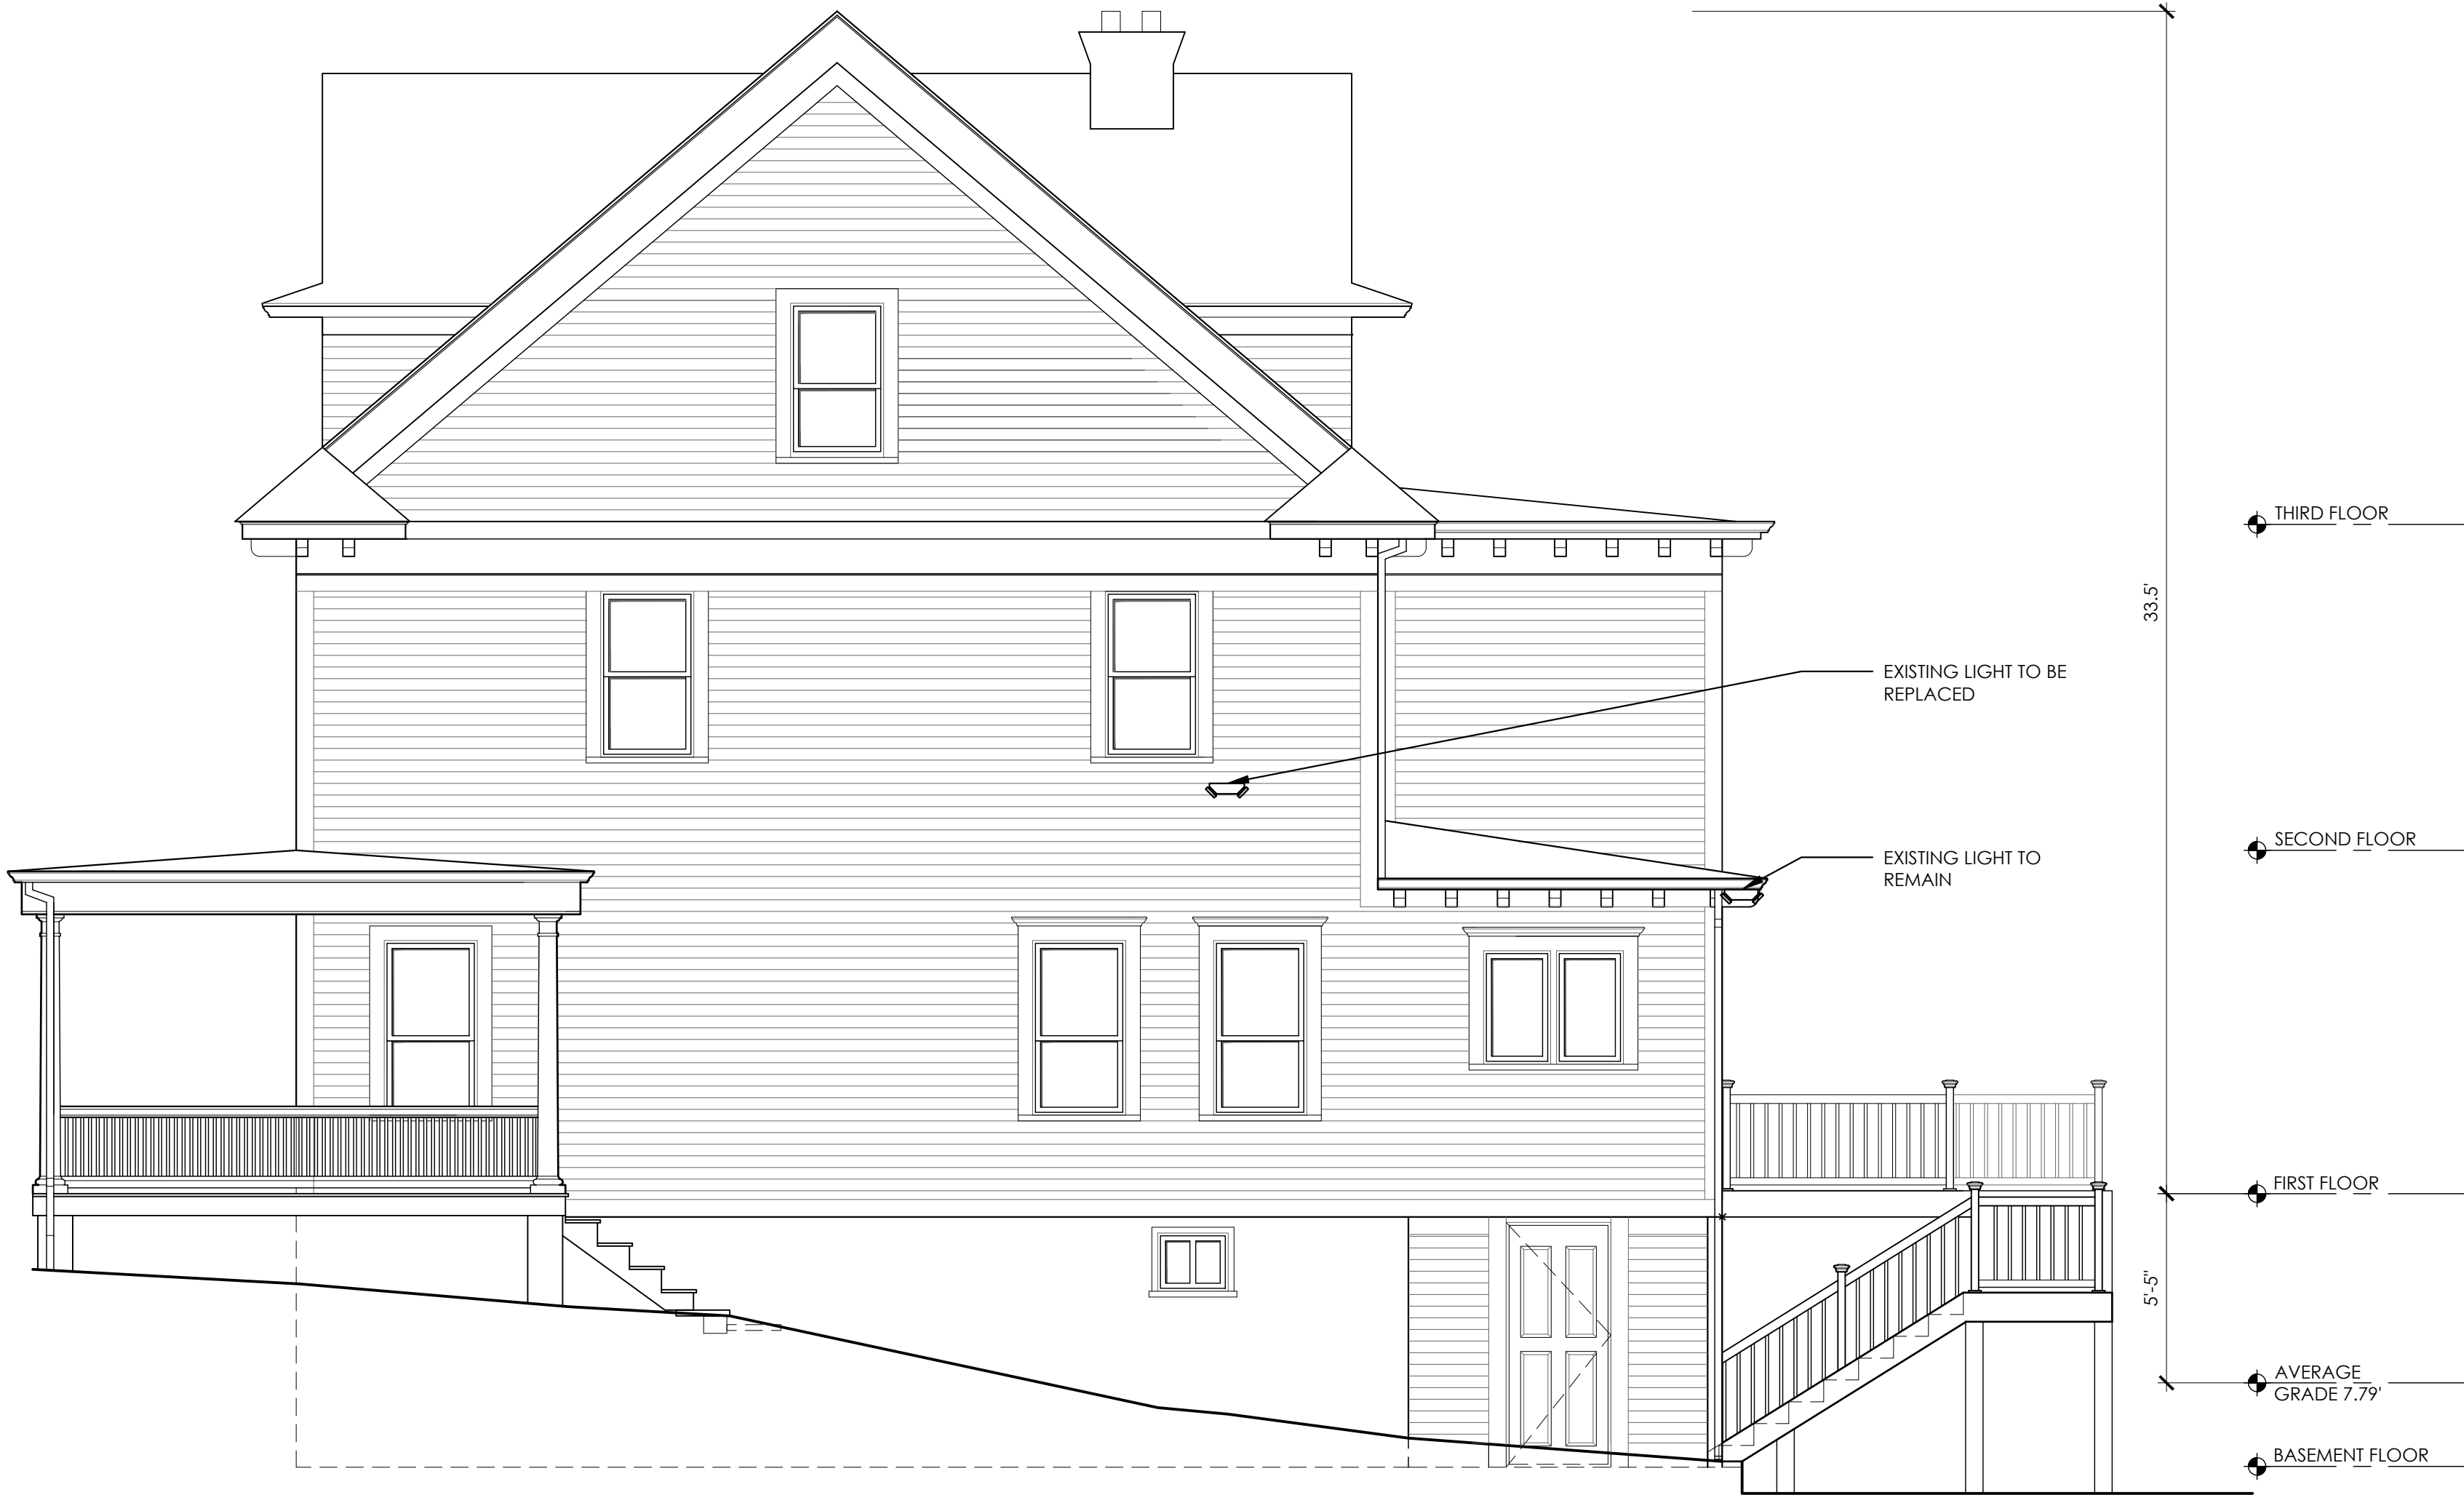 THIRD FLOOR
33.5'
EXISTING LIGHT TO BE
REPLACED
SECOND FLOOR
EXISTING LIGHT TO
REMAIN
FIRST FLOOR
5'-5"
AVERAGE
GRADE 7.79'
BASEMENT FLOOR